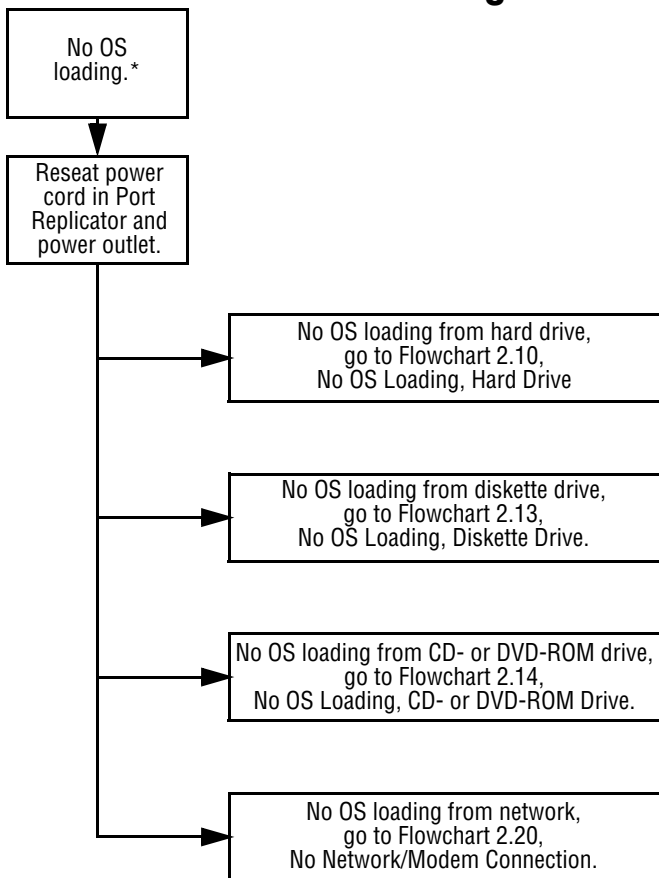 No OS
loading.*
Reseat power
cord in Port
Replicator and
power outlet.
No OS loading from hard drive,
go to Flowchart 2.10,
No OS Loading, Hard Drive
No OS loading from diskette drive,
go to Flowchart 2.13,
No OS Loading, Diskette Drive.
No OS loading from CD- or DVD-ROM drive,
go to Flowchart 2.14,
No OS Loading, CD- or DVD-ROM Drive.
No OS loading from network,
go to Flowchart 2.20,
No Network/Modem Connection.